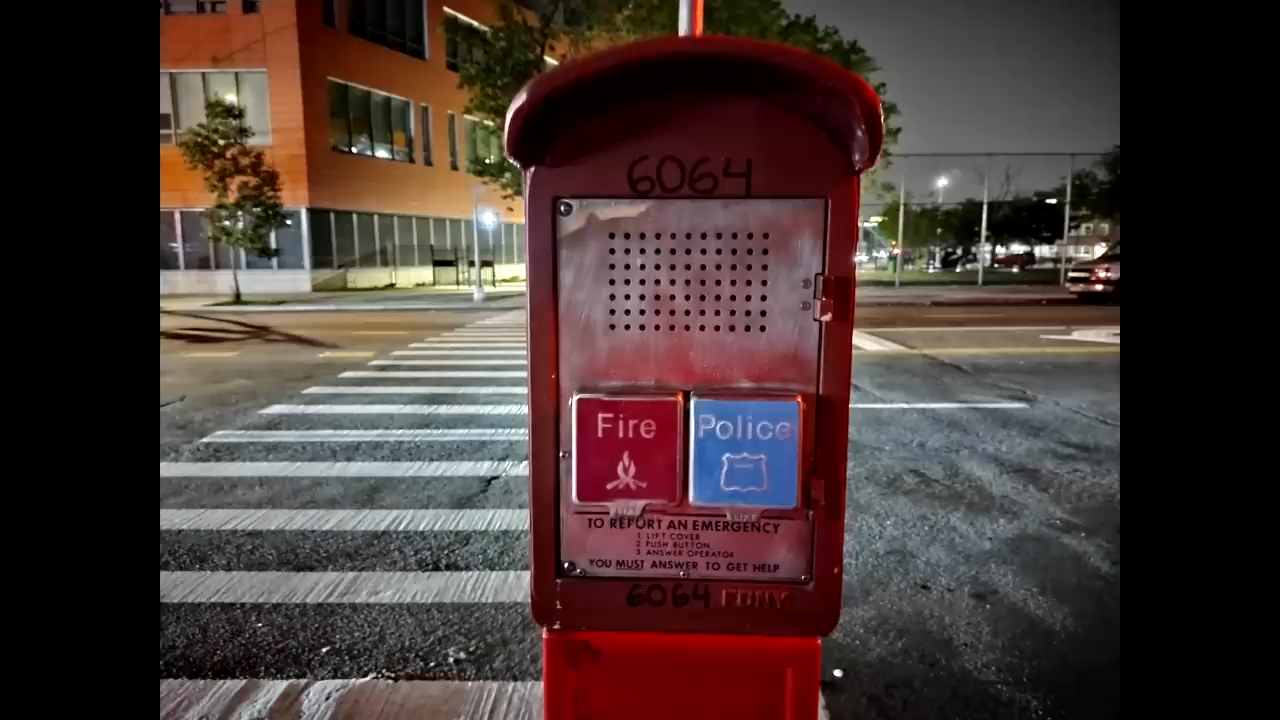 6064
Fire
Police
TO REPORT AN EMERGENCY
1. LIFT COVER
2. PUSH BUTTON
3. ANSWER OPERATOR
YOU MUST ANSWER TO GET HELP
6064 FDNY